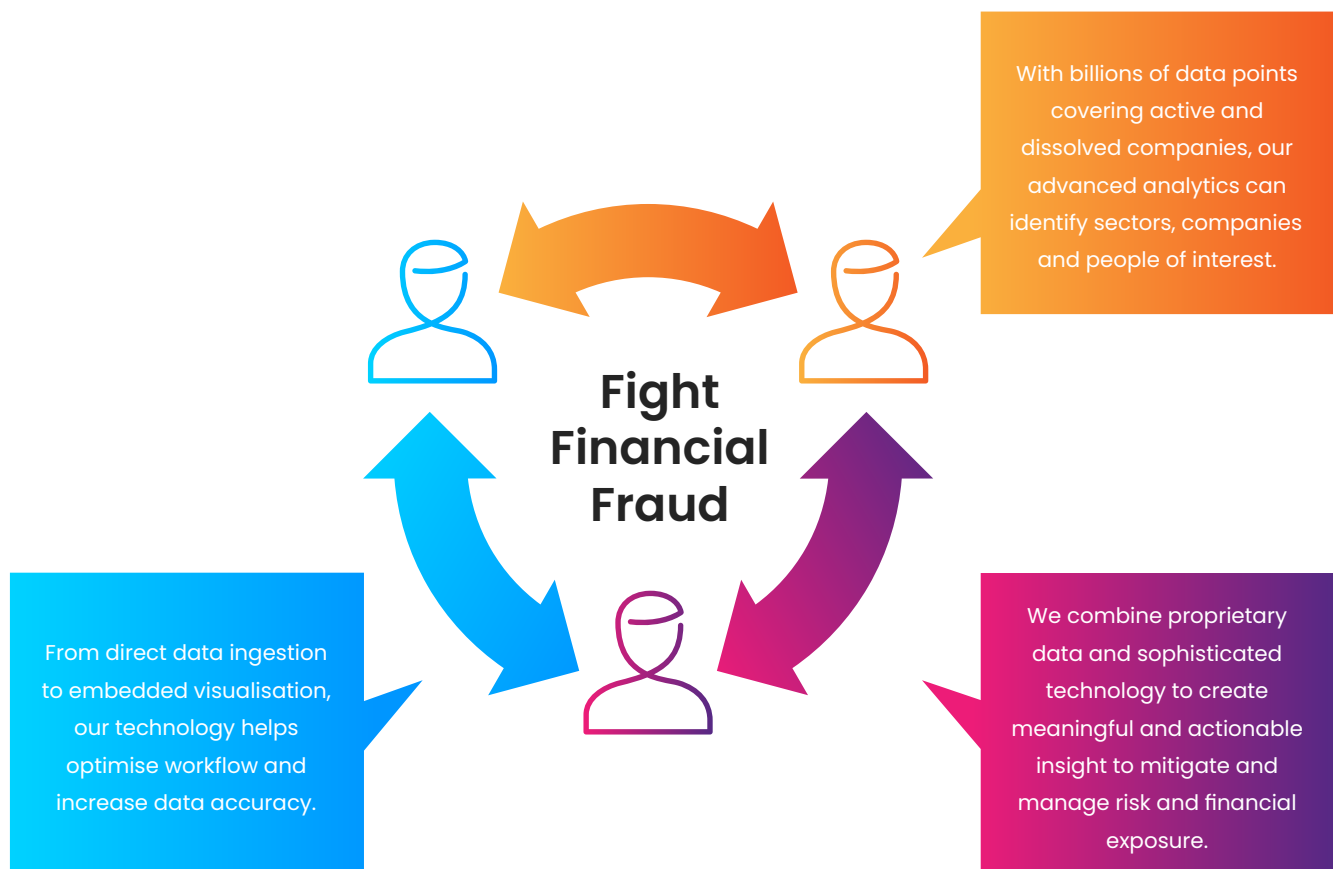 With billions of data points
covering active and
dissolved companies, our
advanced analytics can
identify sectors, companies
and people of interest.
Fight
Financial
Fraud
From direct data ingestion
to embedded visualisation,
our technology helps
optimise workflow and
increase data accuracy.
We combine proprietary
data and sophisticated
technology to create
meaningful and actionable
insight to mitigate and
manage risk and financial
exposure.